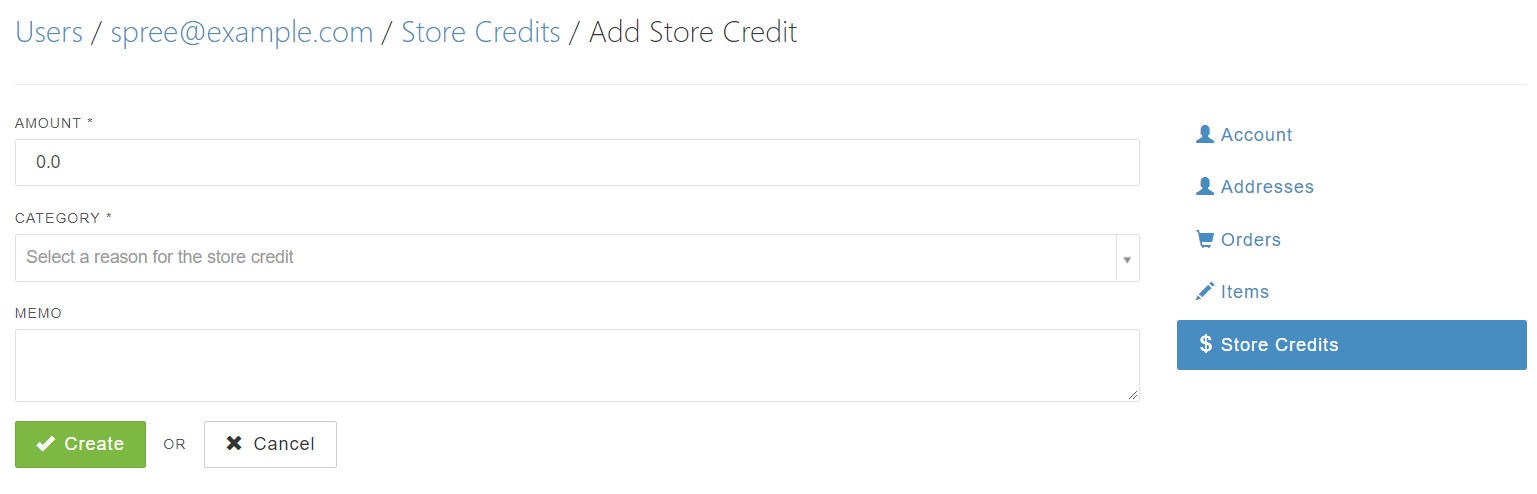 Users / spree@example.com / Store Credits / Add Store Credit
AMOUNT *
0.0
CATEGORY *
Select a reason for the store credit
MEMO
Create OR Cancel
Account
Addresses
Orders
Items
$ Store Credits